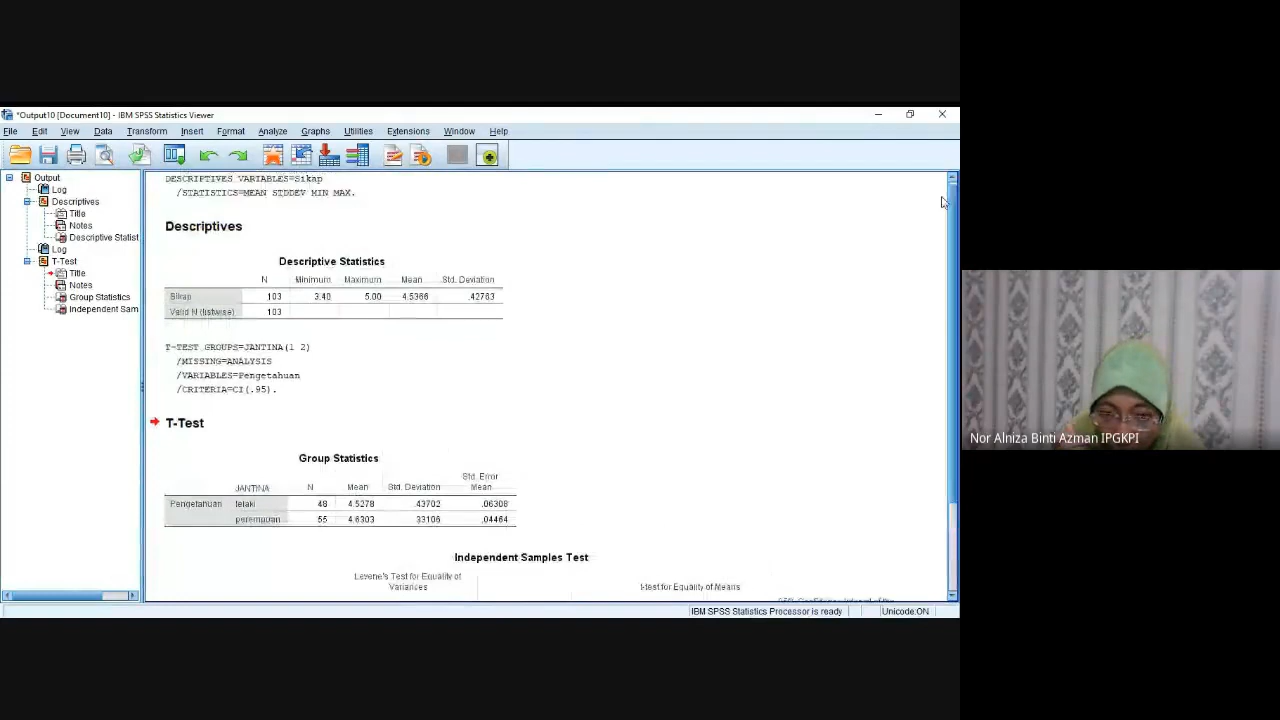 *Output10 [Document10] - IBM SPSS Statistics Viewer
File Edit View Data Transform Insert Format Analyze Graphs Utilities Extensions Window Help
Output
Log
Descriptives
Title
Notes
Descriptive Statist
Log
T-Test
Title
Notes
Group Statistics
Independent Sam
DESCRIPTIVES VARIABLES=Sikap
/STATISTICS=MEAN STDDEV MIN MAX.
Descriptives
Descriptive Statistics
N Minimum Maximum Mean Std. Deviation
Sikap 103 3.40 5.00 4.5366 .42763
Valid N (listwise) 103
T-TEST GROUPS=JANTINA(1 2)
/MISSING=ANALYSIS
/VARIABLES=Pengetahuan
/CRITERIA=CI(.95).
T-Test
Group Statistics
JANTINA N Mean Std. Deviation Std. Error Mean
Pengetahuan lelaki 48 4.5278 .43702 .06308
perempuan 55 4.6303 .33106 .04464
Independent Samples Test
Levene's Test for Equality of Variances
t-test for Equality of Means
IBM SPSS Statistics Processor is ready
Unicode:ON
Nor Alniza Binti Azman IPGKPI